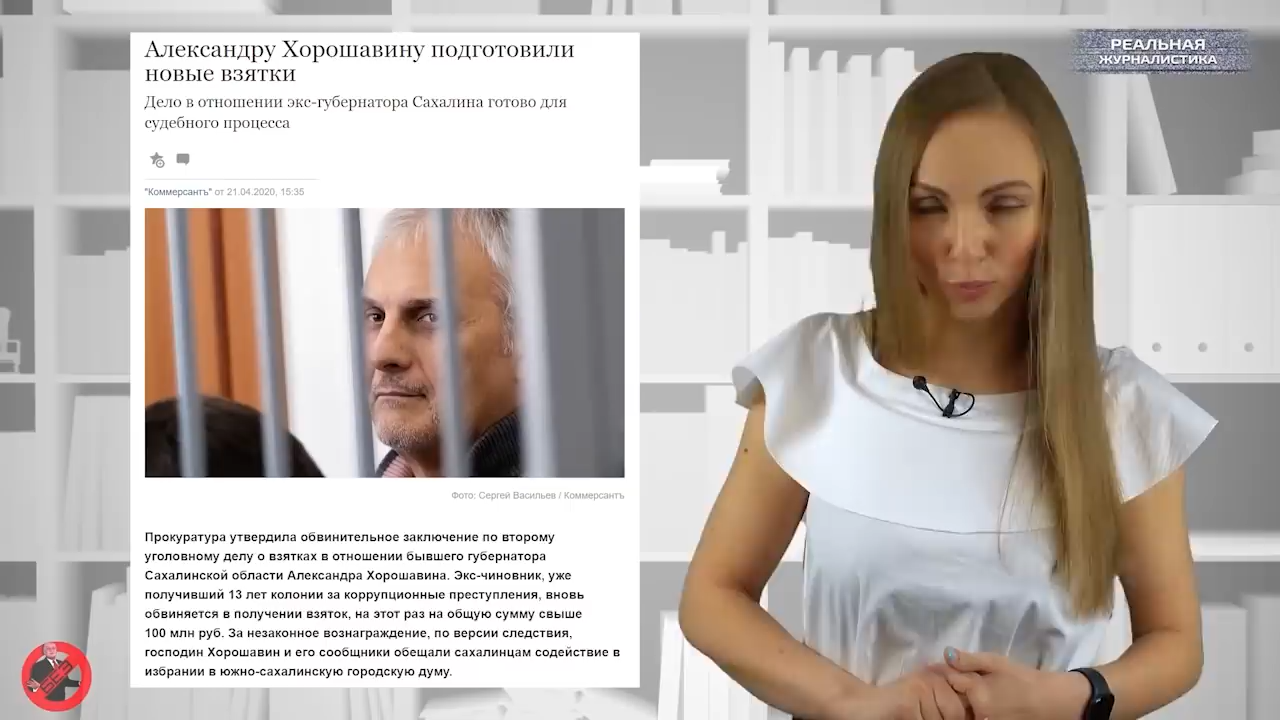 Александру Хорошавину подготовили
новые взятки
Дело в отношении экс-губернатора Сахалина готово для
судебного процесса
"Коммерсантъ" от 21.04.2020, 15:35
Фото: Сергей Васильев / Коммерсантъ
Прокуратура утвердила обвинительное заключение по второму
уголовному делу о взятках в отношении бывшего губернатора
Сахалинской области Александра Хорошавина. Экс-чиновник, уже
получивший 13 лет колонии за коррупционные преступления, вновь
обвиняется в получении взяток, на этот раз на общую сумму свыше
100 млн руб. За незаконное вознаграждение, по версии следствия,
господин Хорошавин и его сообщники обещали сахалинцам содействие в
избрании в южно-сахалинскую городскую думу.
РЕАЛЬНАЯ
ЖУРНАЛИСТИКА